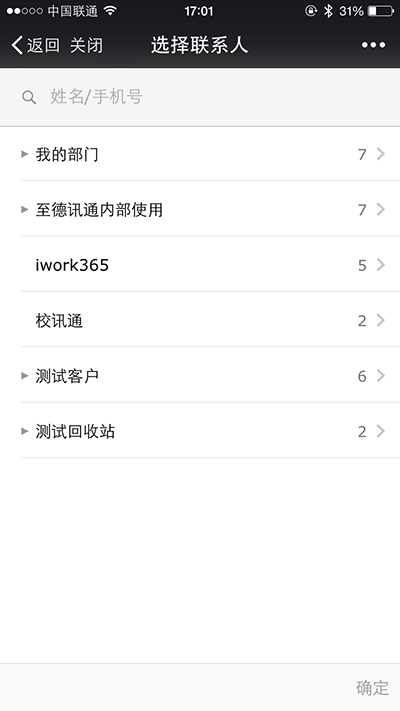 中国联通 17:01 31%
返回 关闭 选择联系人
姓名/手机号
我的部门 7
至德讯通内部使用 7
iwork365 5
校讯通 2
测试客户 6
测试回收站 2
确定